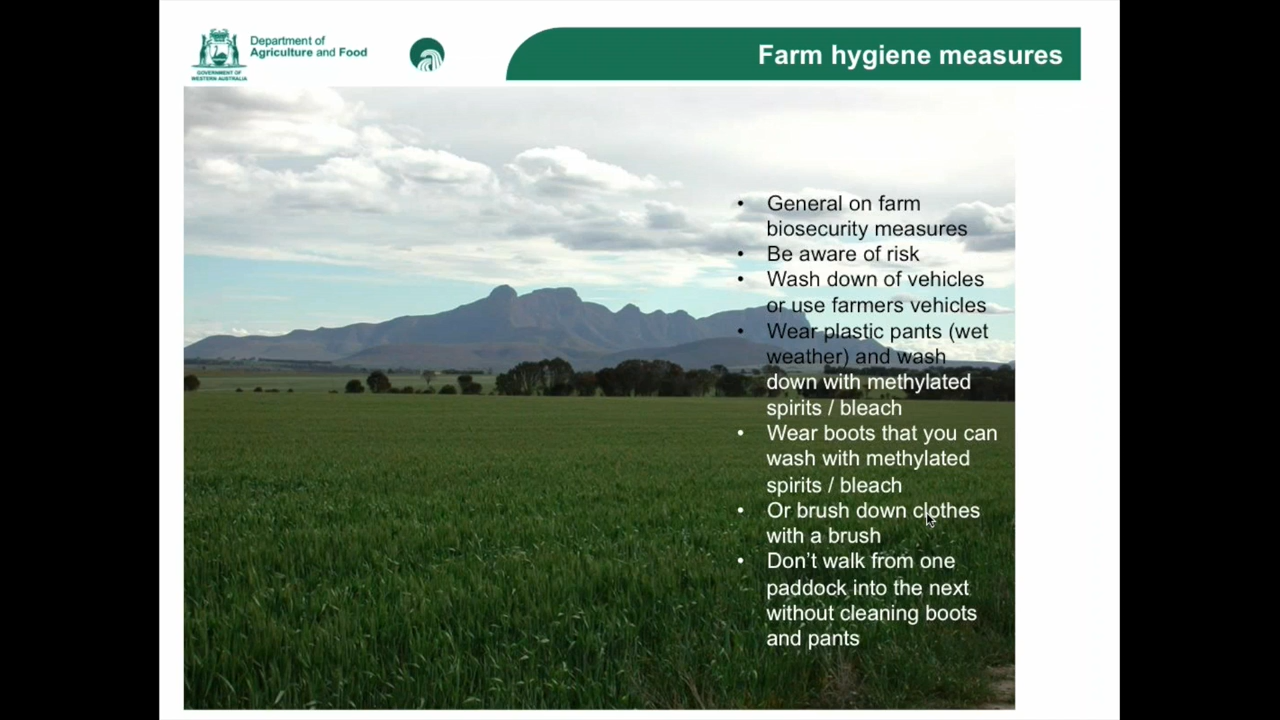 Department of
Agriculture and Food
GOVERNMENT OF
WESTERN AUSTRALIA
Farm hygiene measures
• General on farm
biosecurity measures
• Be aware of risk
• Wash down of vehicles
or use farmers vehicles
• Wear plastic pants (wet
weather) and wash
down with methylated
spirits / bleach
• Wear boots that you can
wash with methylated
spirits / bleach
• Or brush down clothes
with a brush
• Don’t walk from one
paddock into the next
without cleaning boots
and pants